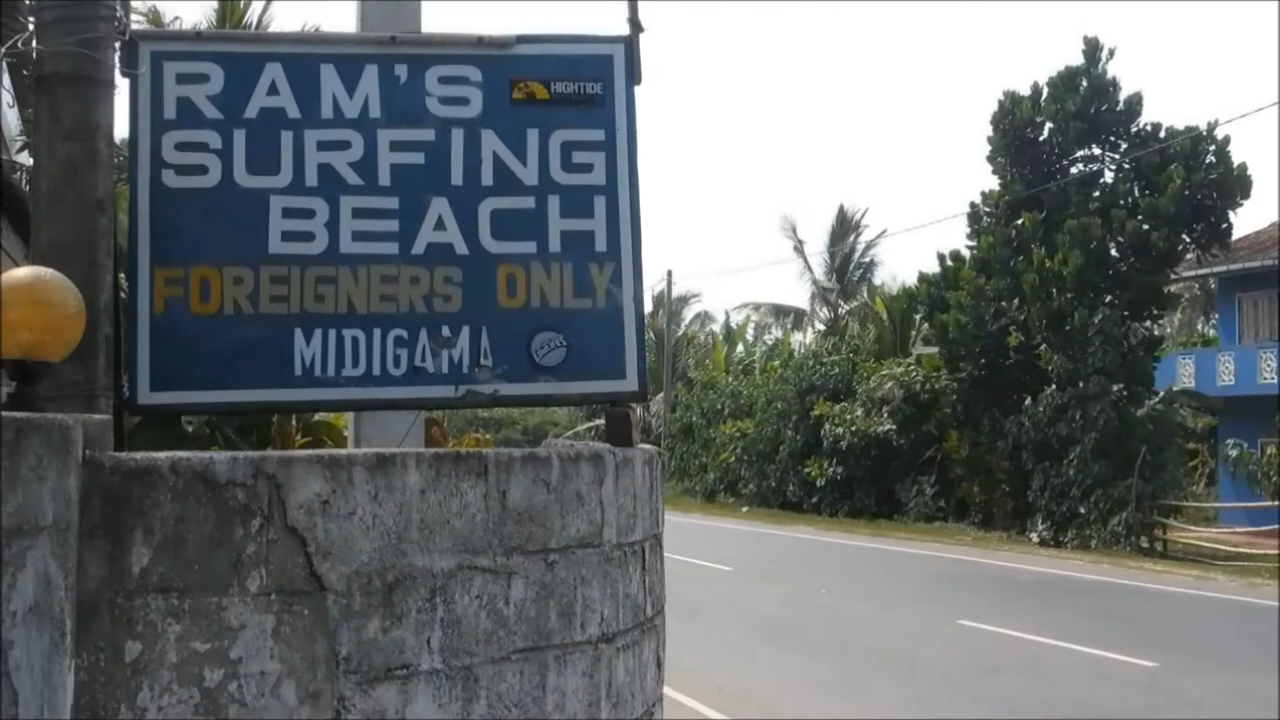 RAM'S
HIGHTIDE
SURFING
BEACH
FOREIGNERS ONLY
MIDIGAMA